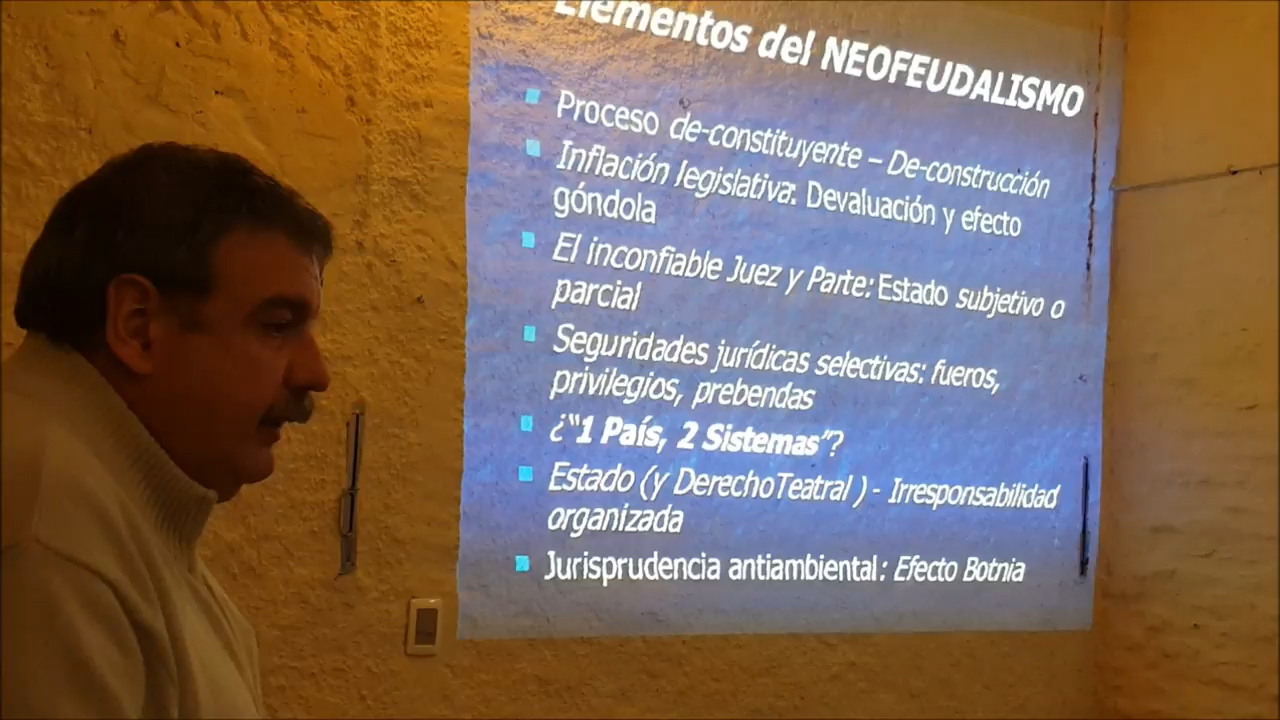 Elementos del NEOFEUDALISMO
Proceso de-constituyente – De-construcción
Inflación legislativa: Devaluación y efecto
góndola
El inconfiable Juez y Parte: Estado subjetivo o
parcial
Seguridades jurídicas selectivas: fueros,
privilegios, prebendas
¿“1 País, 2 Sistemas”?
Estado (y DerechoTeatral ) - Irresponsabilidad
organizada
Jurisprudencia antiambiental: Efecto Botnia